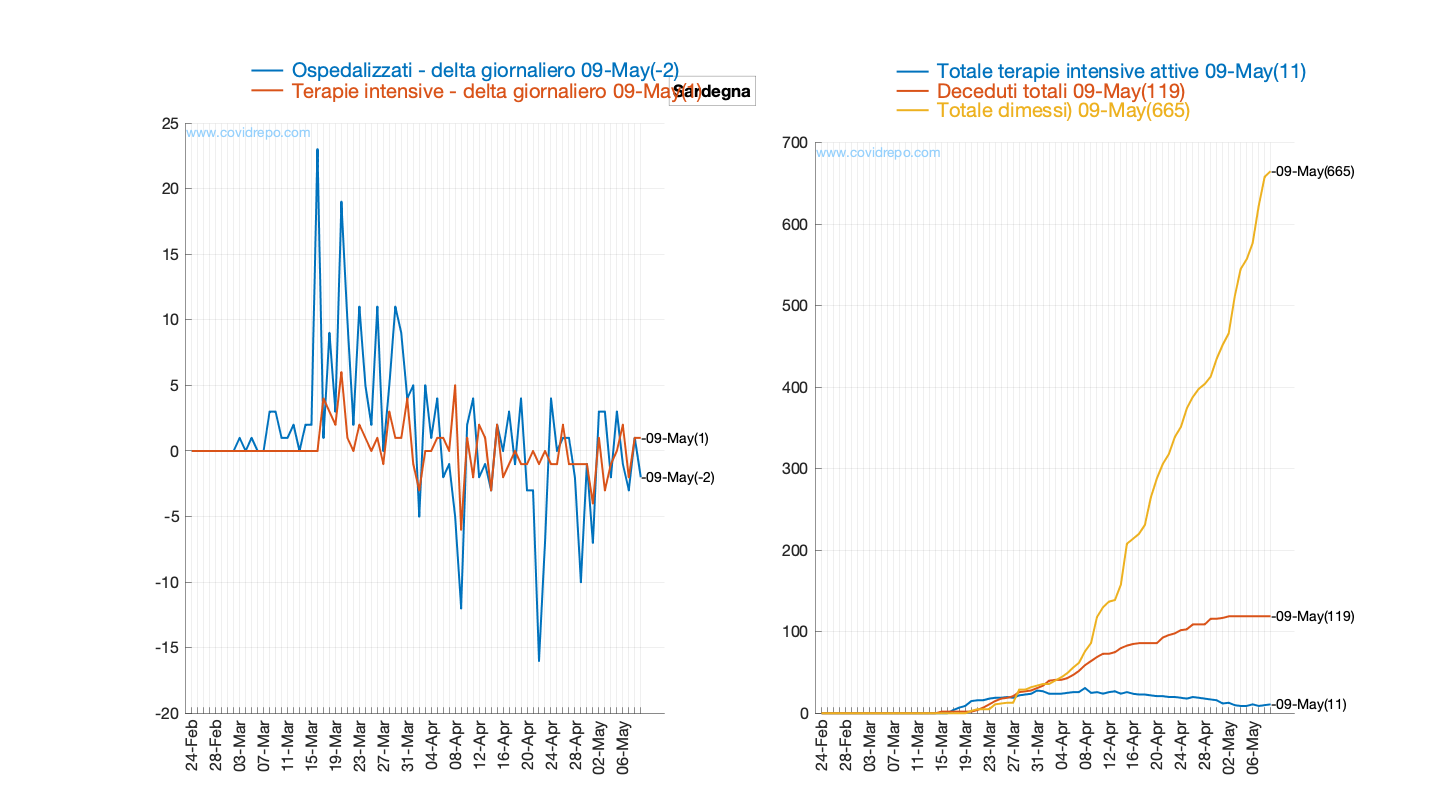 Ospedalizzati - delta giornaliero 09-May(-2)
Terapie intensive - delta giornaliero 09-May(1)
Sardegna
www.covidrepo.com
25
20
15
10
5
0
-5
-10
-15
-20
-09-May(1)
-09-May(-2)
24-Feb
28-Feb
03-Mar
07-Mar
11-Mar
15-Mar
19-Mar
23-Mar
27-Mar
31-Mar
04-Apr
08-Apr
12-Apr
16-Apr
20-Apr
24-Apr
28-Apr
02-May
06-May
Totale terapie intensive attive 09-May(11)
Deceduti totali 09-May(119)
Totale dimessi) 09-May(665)
www.covidrepo.com
700
600
500
400
300
200
100
0
-09-May(665)
-09-May(119)
-09-May(11)
24-Feb
28-Feb
03-Mar
07-Mar
11-Mar
15-Mar
19-Mar
23-Mar
27-Mar
31-Mar
04-Apr
08-Apr
12-Apr
16-Apr
20-Apr
24-Apr
28-Apr
02-May
06-May